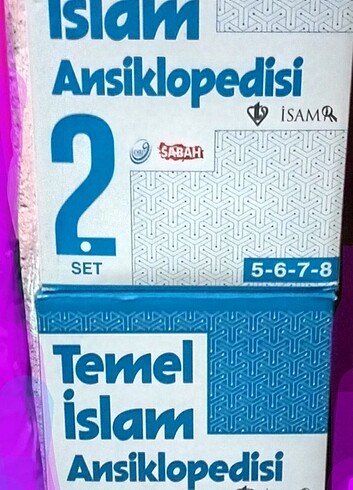 İslam
Ansiklopedisi
İSAM
SABAH
2.
SET
5-6-7-8
Temel
İslam
Ansiklopedisi